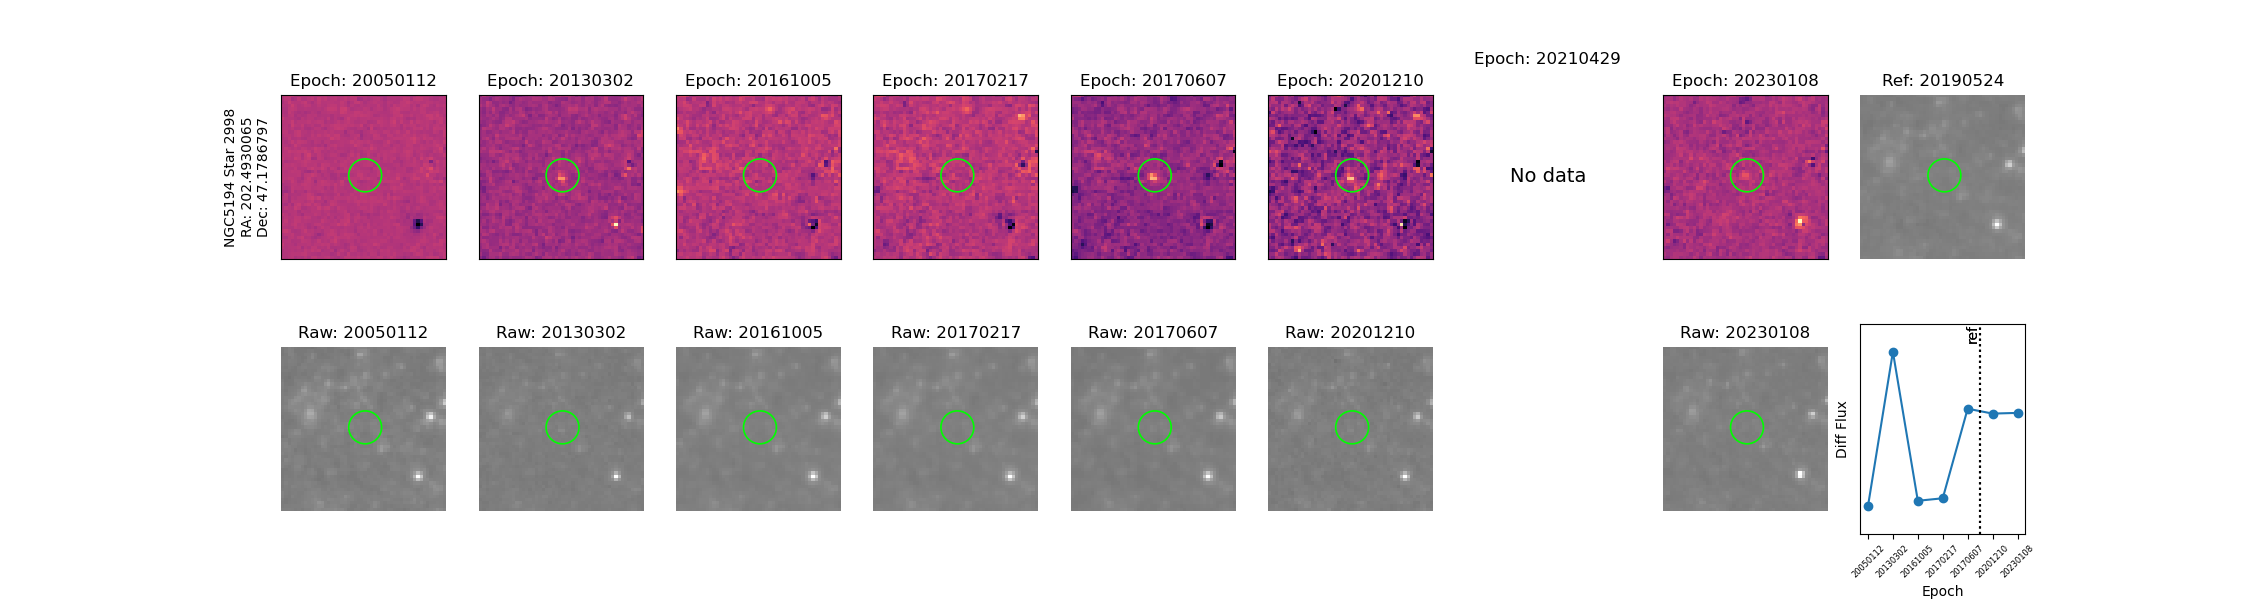 Epoch: 20210429
Epoch: 20050112
Epoch: 20130302
Epoch: 20161005
Epoch: 20170217
Epoch: 20170607
Epoch: 20201210
Epoch: 20230108
Ref: 20190524
NGC5194 Star 2998
RA: 202.4930065
Dec: 47.1786797
No data
Raw: 20050112
Raw: 20130302
Raw: 20161005
Raw: 20170217
Raw: 20170607
Raw: 20201210
Raw: 20230108
ref
Diff Flux
20050112
20130302
20161005
20170217
20170607
20201210
20230108
Epoch